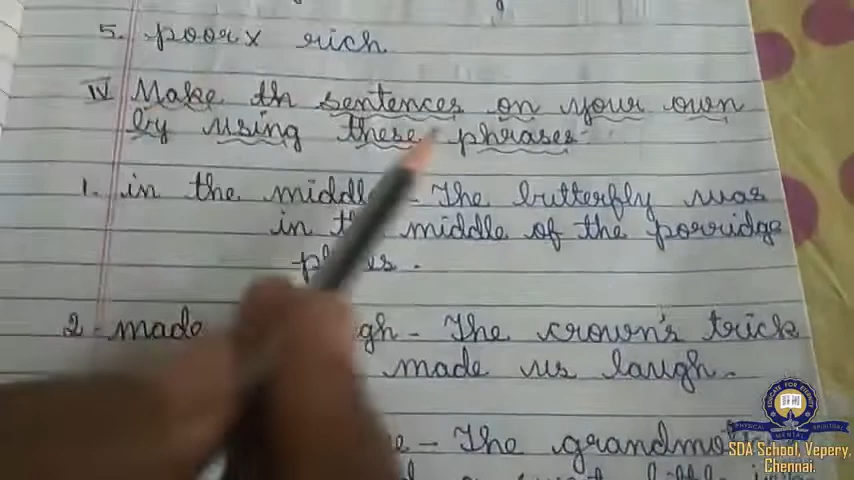 5. poor x rich
IV Make th sentences on your own
by using these phrases-
1. in the middle - The butterfly was
in the middle of the porridge
2- made - The crown's trick
made us laugh.
- The
SDA School, Vepery,
Chennai.